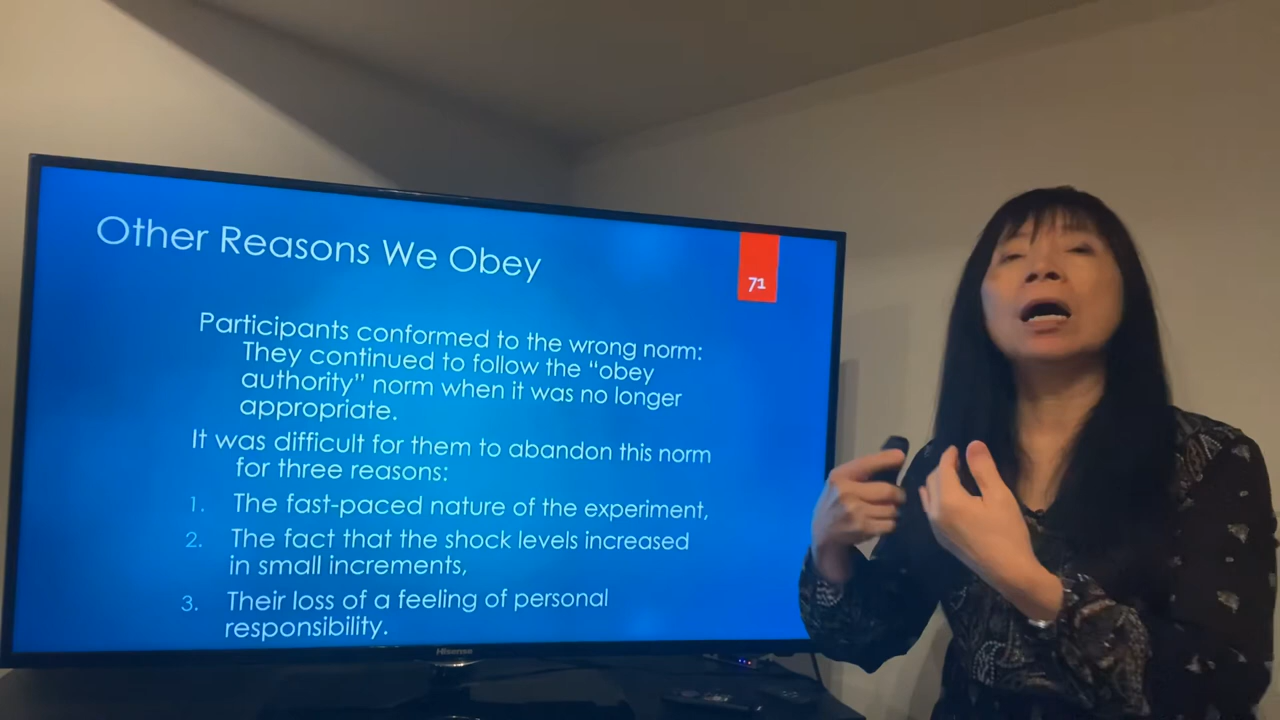 Other Reasons We Obey
71
Participants conformed to the wrong norm:
They continued to follow the “obey
authority” norm when it was no longer
appropriate.
It was difficult for them to abandon this norm
for three reasons:
1. The fast-paced nature of the experiment,
2. The fact that the shock levels increased
in small increments,
3. Their loss of a feeling of personal
responsibility.
Hisense